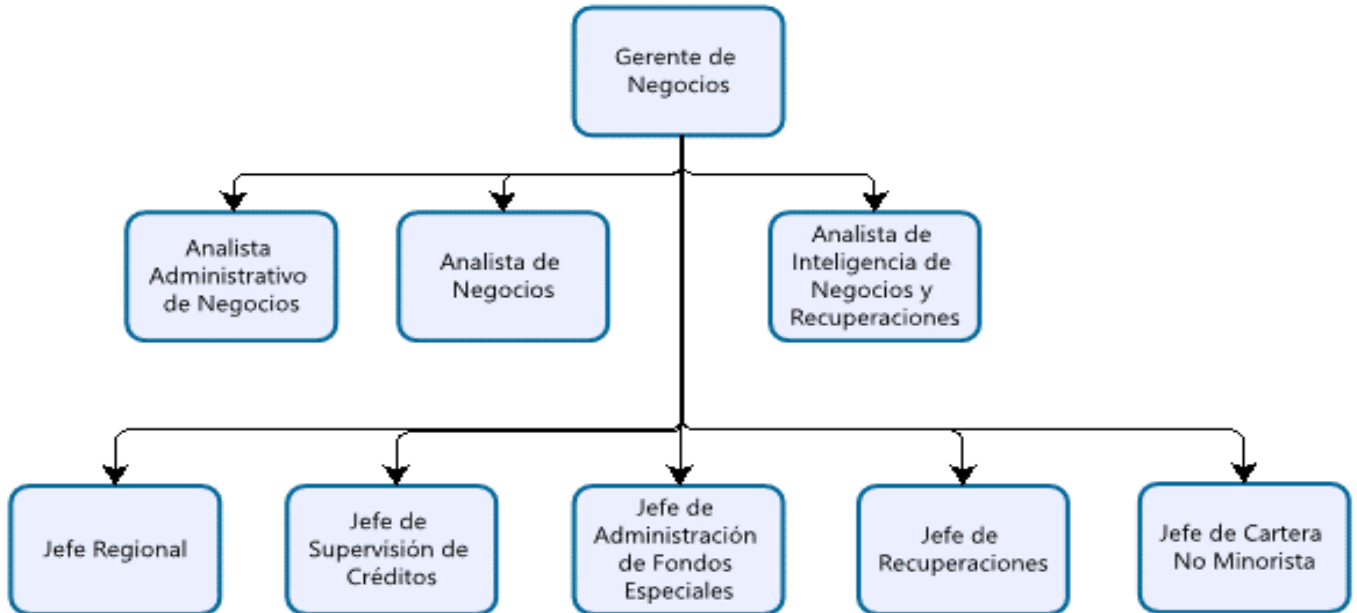 Gerente de
Negocios
Analista
Administrativo
de Negocios
Analista de
Negocios
Analista de
Inteligencia de
Negocios y
Recuperaciones
Jefe Regional
Jefe de
Supervisión de
Créditos
Jefe de
Administración
de Fondos
Especiales
Jefe de
Recuperaciones
Jefe de Cartera
No Minorista